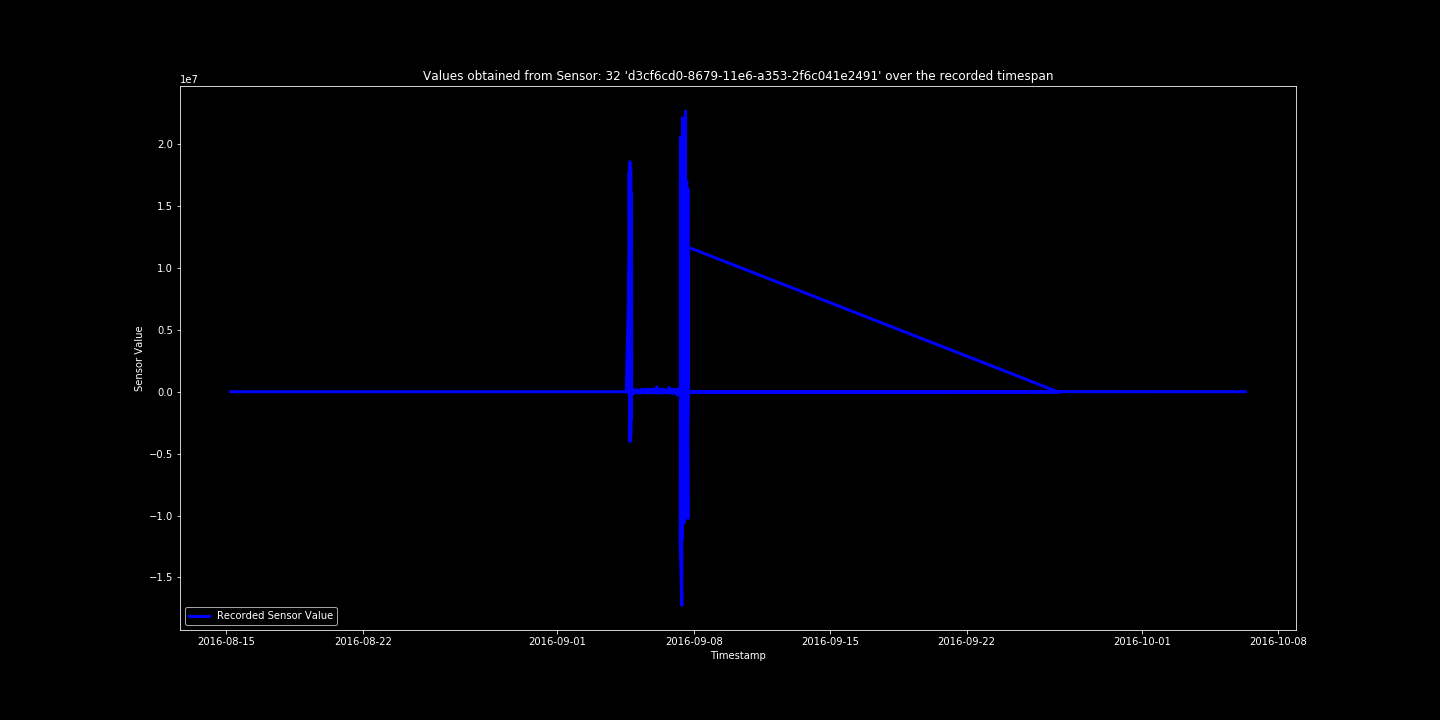 Values obtained from Sensor: 32 'd3cf6cd0-8679-11e6-a353-2f6c041e2491' over the recorded timespan
1e7
2.0
1.5
1.0
0.5
0.0
−0.5
−1.0
−1.5
Sensor Value
Recorded Sensor Value
2016-08-15 2016-08-22 2016-09-01 2016-09-08 2016-09-15 2016-09-22 2016-10-01 2016-10-08
Timestamp